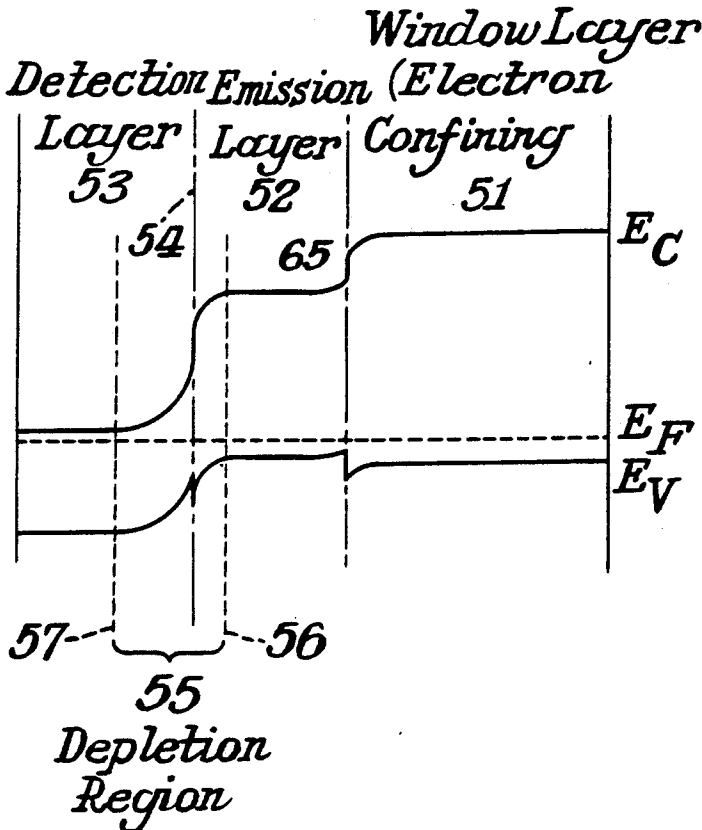 Window Layer
(Electron
Confining
51
Detection
Layer
53
Emission
Layer
52
54
65
E_C
E_F
E_V
57
56
55
Depletion
Region